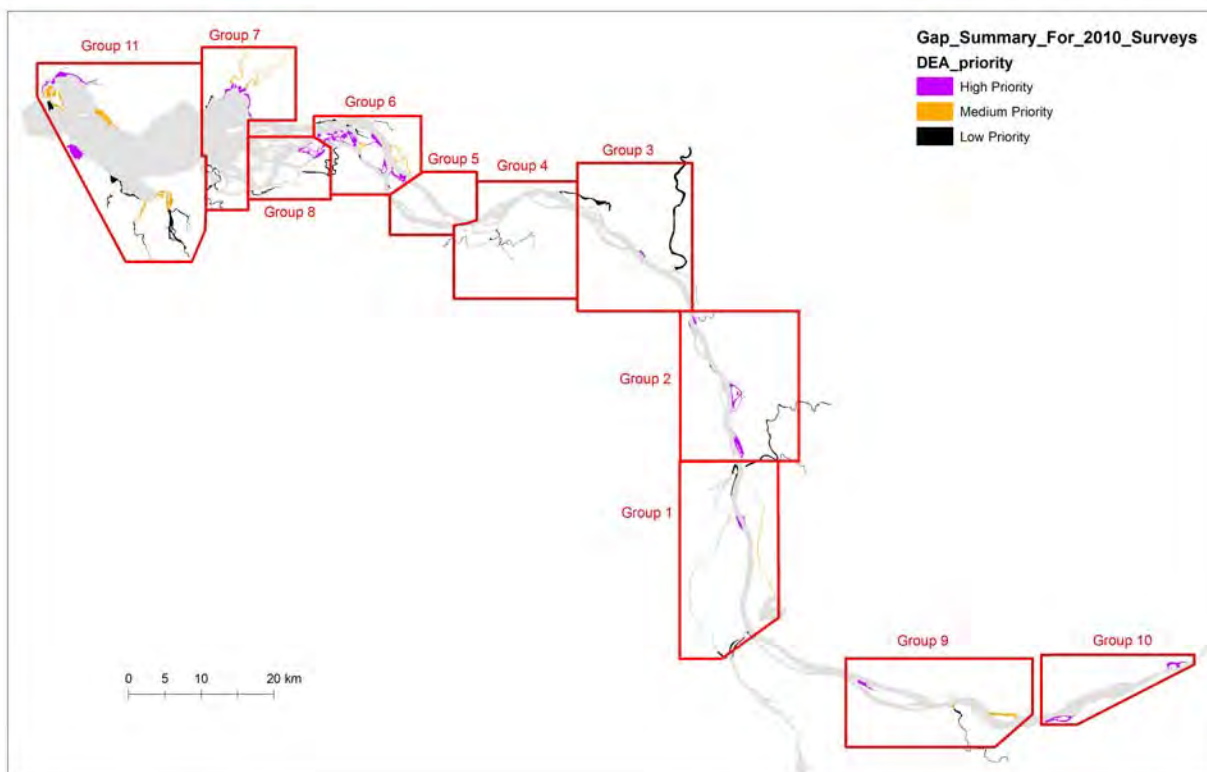 Gap_Summary_For_2010_Surveys
DEA_priority
High Priority
Medium Priority
Low Priority
Group 11
Group 7
Group 6
Group 5
Group 4
Group 3
Group 8
Group 2
Group 1
Group 9
Group 10
0 5 10 20 km